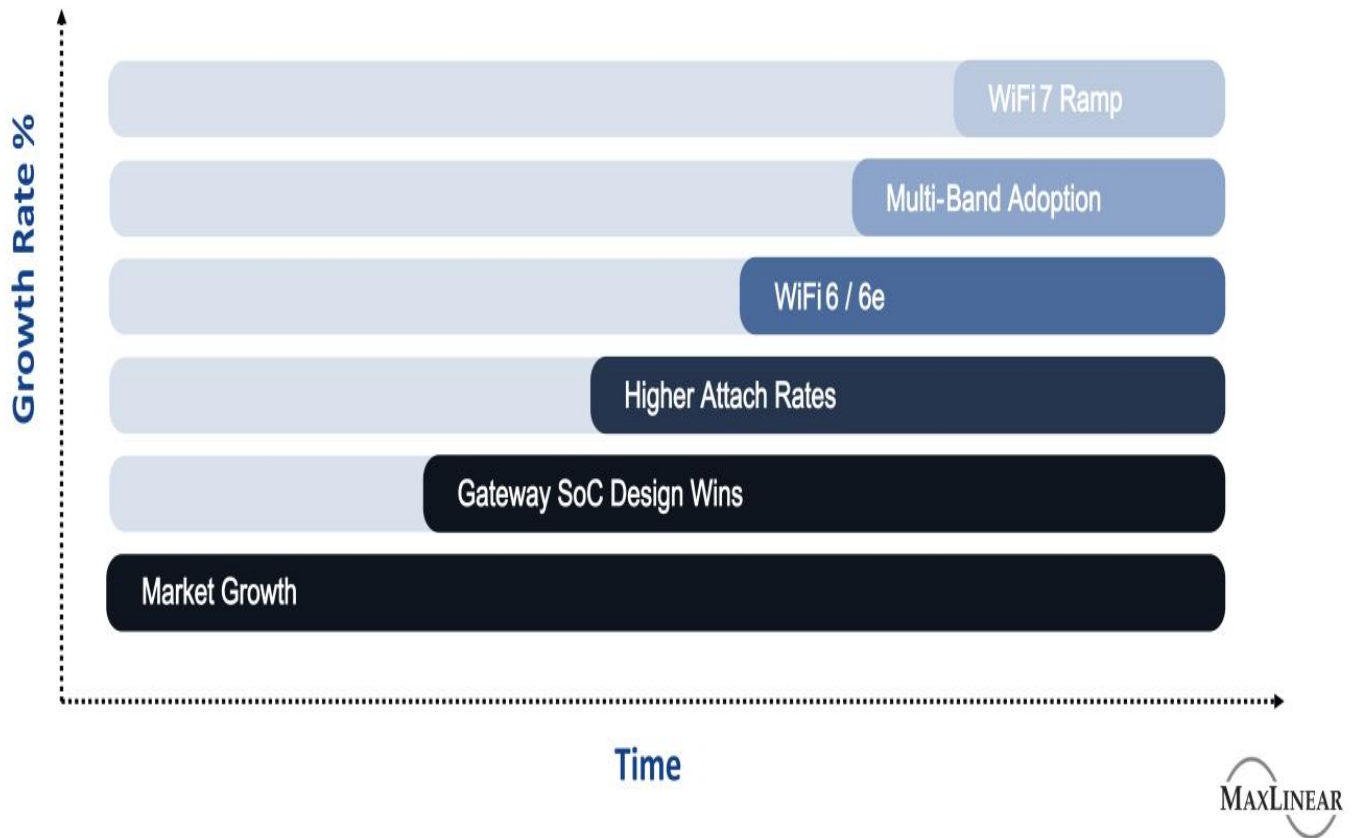 Growth Rate %
WiFi 7 Ramp
Multi-Band Adoption
WiFi 6 / 6e
Higher Attach Rates
Gateway SoC Design Wins
Market Growth
Time
MAXLINEAR